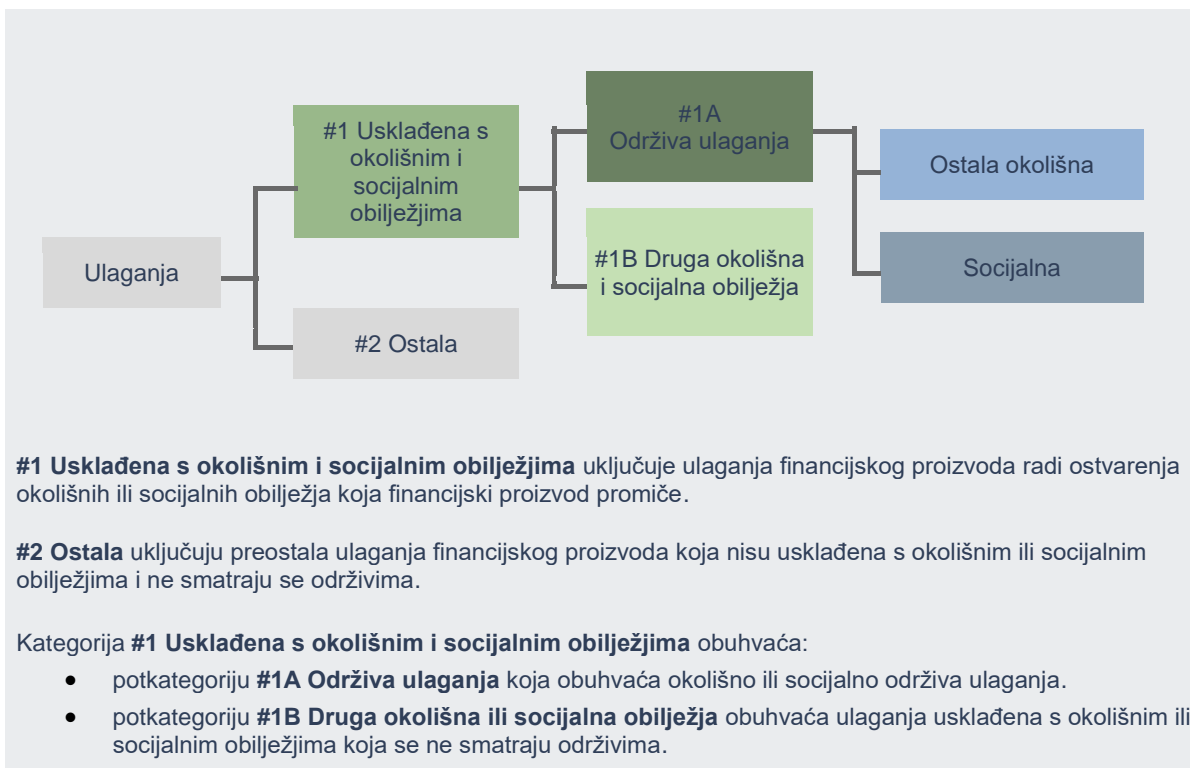 #1 Usklađena s
okolišnim i
socijalnim
obilježjima
#1A
Održiva ulaganja
Ostala okolišna
#1B Druga okolišna
i socijalna obilježja
Socijalna
Ulaganja
#2 Ostala
#1 Usklađena s okolišnim i socijalnim obilježjima uključuje ulaganja financijskog proizvoda radi ostvarenja
okolišnih ili socijalnih obilježja koja financijski proizvod promiče.
#2 Ostala uključuju preostala ulaganja financijskog proizvoda koja nisu usklađena s okolišnim ili socijalnim
obilježjima i ne smatraju se održivima.
Kategorija #1 Usklađena s okolišnim i socijalnim obilježjima obuhvaća:
• potkategoriju #1A Održiva ulaganja koja obuhvaća okolišno ili socijalno održiva ulaganja.
• potkategoriju #1B Druga okolišna ili socijalna obilježja obuhvaća ulaganja usklađena s okolišnim ili
socijalnim obilježjima koja se ne smatraju održivima.